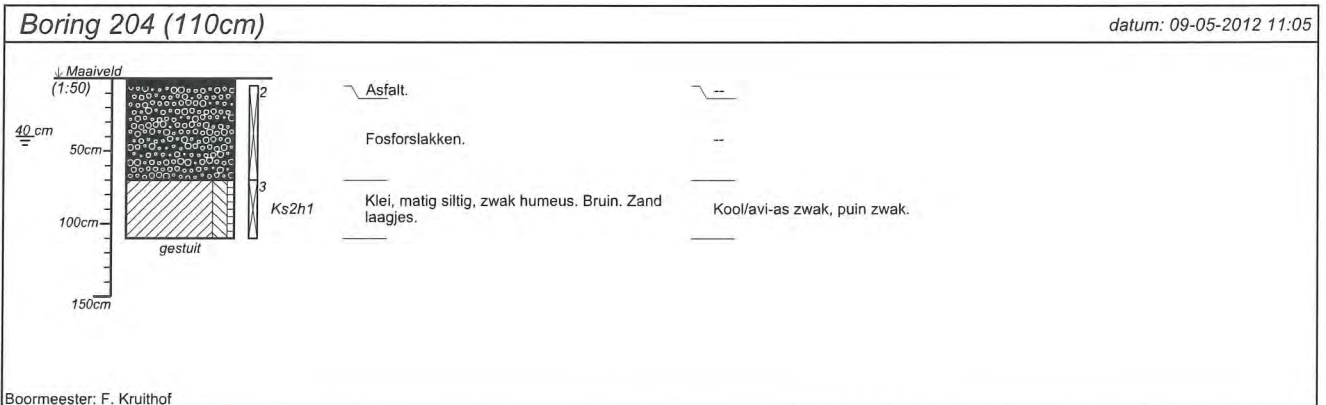 Boring 204 (110cm)
datum: 09-05-2012 11:05
Maaiveld
(1:50)
2
Asfalt.
--
40 cm
Fosforslakken.
--
50cm
3
Ks2h1
Klei, matig siltig, zwak humeus. Bruin. Zand
laagjes.
Kool/avi-as zwak, puin zwak.
100cm
gestuit
150cm
Boormeester: F. Kruithof